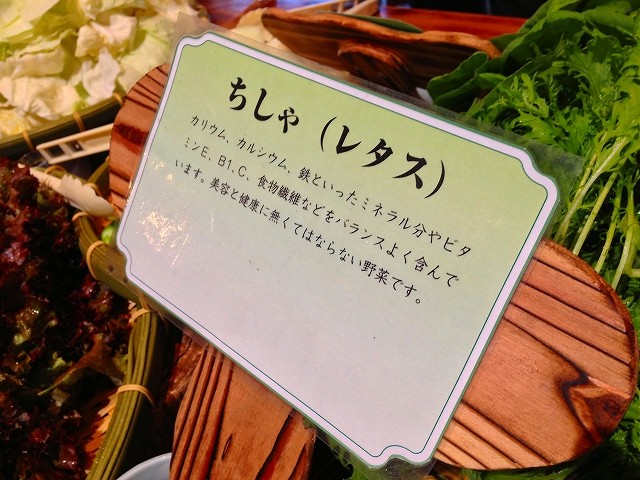 ちしゃ（レタス）
カリウム、カルシウム、鉄といったミネラル分やビタ
ミンE、B1、C、食物繊維などをバランスよく含んで
います。美容と健康に無くてはならない野菜です。